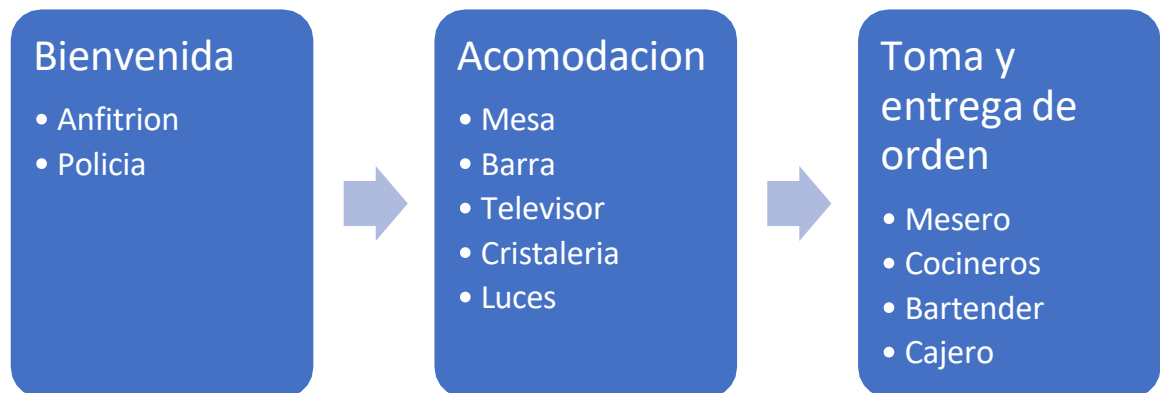 Bienvenida
• Anfitrion
• Policia
Acomodacion
• Mesa
• Barra
• Televisor
• Cristaleria
• Luces
Toma y
entrega de
orden
• Mesero
• Cocineros
• Bartender
• Cajero